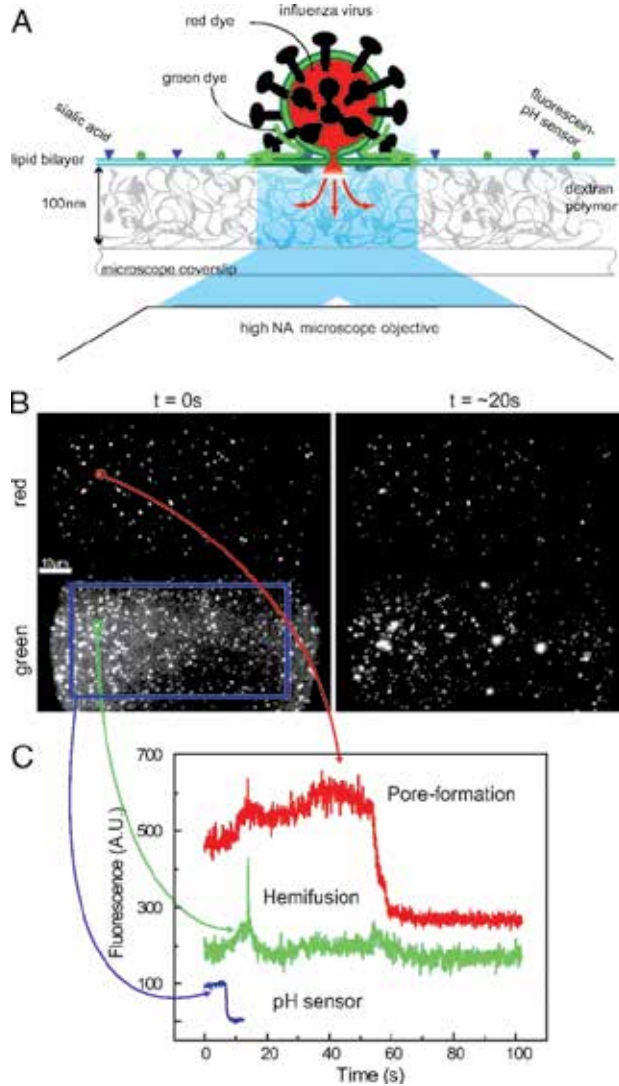 A
influenza virus
red dye
green dye
sialic acid
fluorescein-
pH sensor
lipid bilayer
100nm
dextran
polymer
microscope coverslip
high NA microscope objective
B
t = 0s
t = ~20s
red
green
C
700
500
300
100
Fluorescence (A.U.)
Pore-formation
Hemifusion
pH sensor
0
20
40
60
80
100
Time (s)